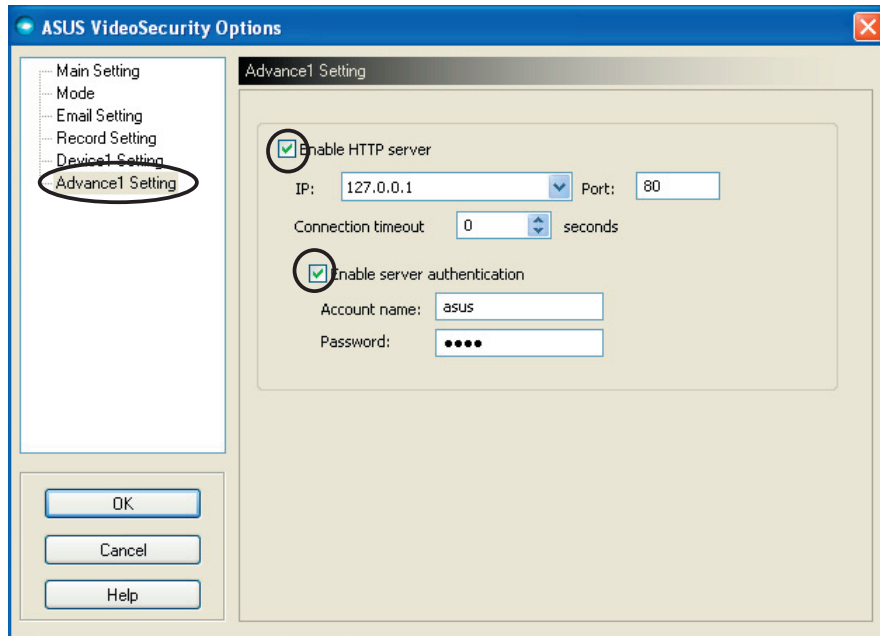 ASUS VideoSecurity Options
Main Setting
Mode
Email Setting
Record Setting
Device1 Setting
Advance1 Setting
OK
Cancel
Help
Advance1 Setting
Enable HTTP server
IP: 127.0.0.1 Port: 80
Connection timeout 0 seconds
Enable server authentication
Account name: asus
Password: ●●●●